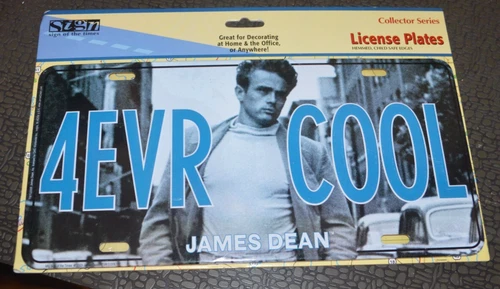 Sign
sign of the times
Great for Decorating
at Home & the Office,
or Anywhere!
Collector Series
License Plates
4EVR COOL
JAMES DEAN